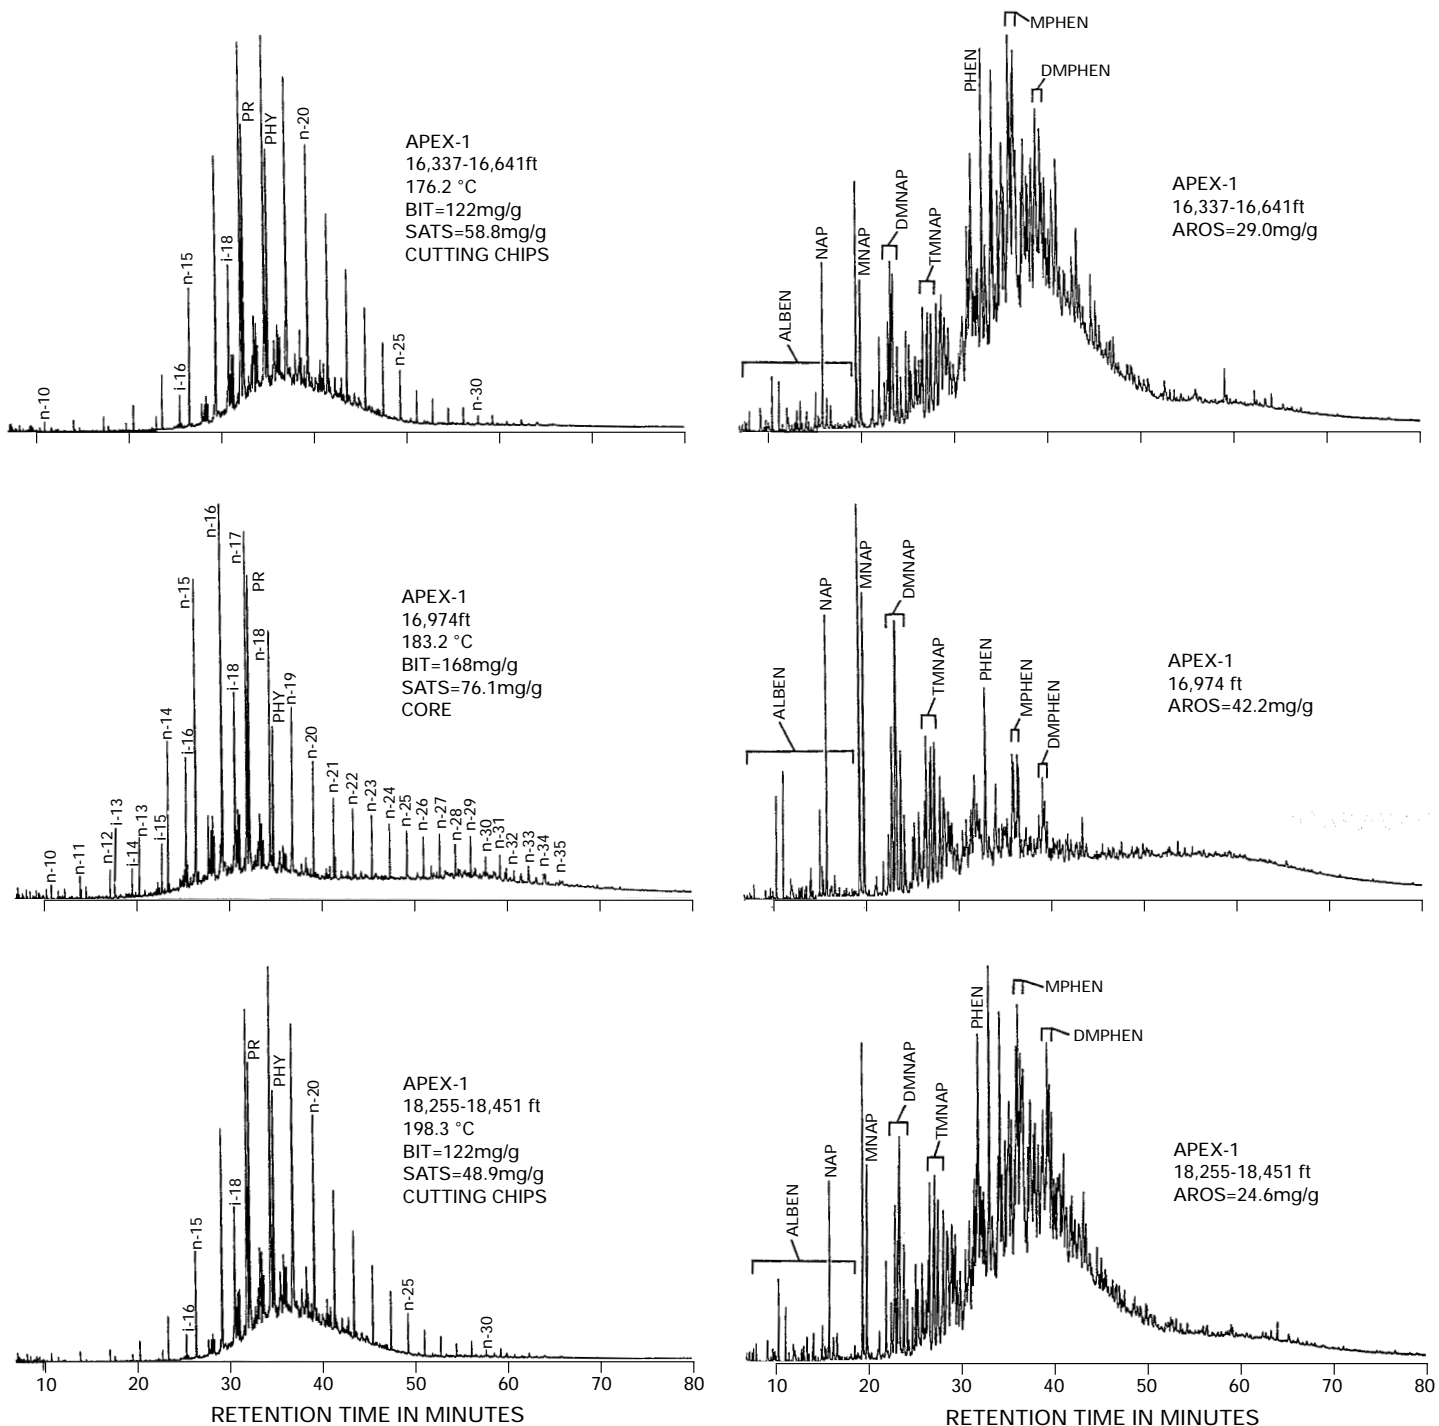 n-10
n-15
i-16
i-18
PR
PHY
n-20
n-25
n-30
APEX-1
16,337-16,641ft
176.2 °C
BIT=122mg/g
SATS=58.8mg/g
CUTTING CHIPS
ALBEN
NAP
MNAP
DMNAP
TMNAP
PHEN
MPHEN
DMPHEN
APEX-1
16,337-16,641ft
AROS=29.0mg/g
n-10
n-11
n-12
i-13
i-14
n-13
i-15
n-14
i-16
n-15
n-16
i-18
n-17
PR
n-18
PHY
n-19
n-20
n-21
n-22
n-23
n-24
n-25
n-26
n-27
n-28
n-29
n-30
n-31
n-32
n-33
n-34
n-35
APEX-1
16,974ft
183.2 °C
BIT=168mg/g
SATS=76.1mg/g
CORE
ALBEN
NAP
MNAP
DMNAP
TMNAP
PHEN
MPHEN
DMPHEN
APEX-1
16,974 ft
AROS=42.2mg/g
n-15
i-16
i-18
PR
PHY
n-20
n-25
n-30
APEX-1
18,255-18,451 ft
198.3 °C
BIT=122mg/g
SATS=48.9mg/g
CUTTING CHIPS
10 20 30 40 50 60 70 80
RETENTION TIME IN MINUTES
ALBEN
NAP
MNAP
DMNAP
TMNAP
PHEN
MPHEN
DMPHEN
APEX-1
18,255-18,451 ft
AROS=24.6mg/g
10 20 30 40 50 60 70 80
RETENTION TIME IN MINUTES